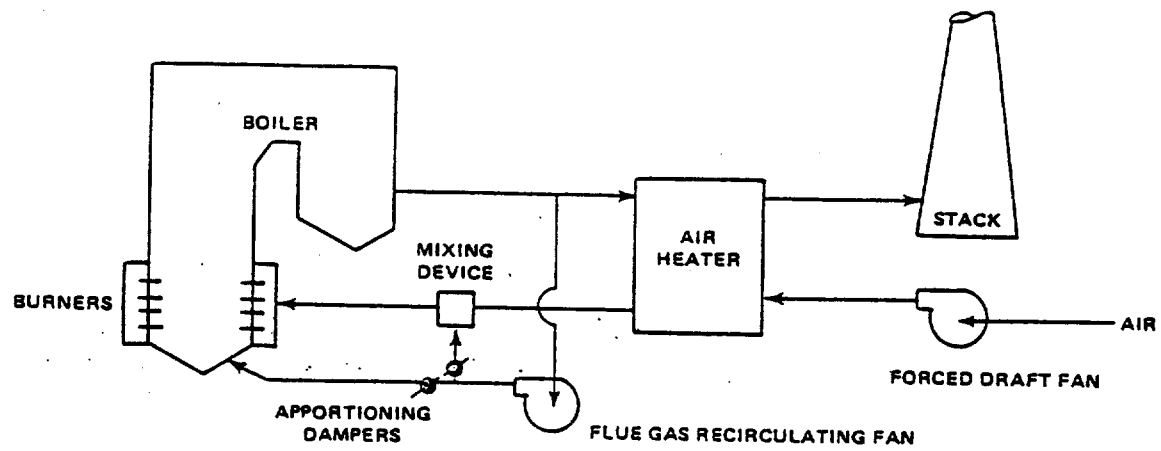 BOILER
STACK
AIR
HEATER
MIXING
DEVICE
BURNERS
AIR
FORCED DRAFT FAN
APPORTIONING
DAMPERS
FLUE GAS RECIRCULATING FAN